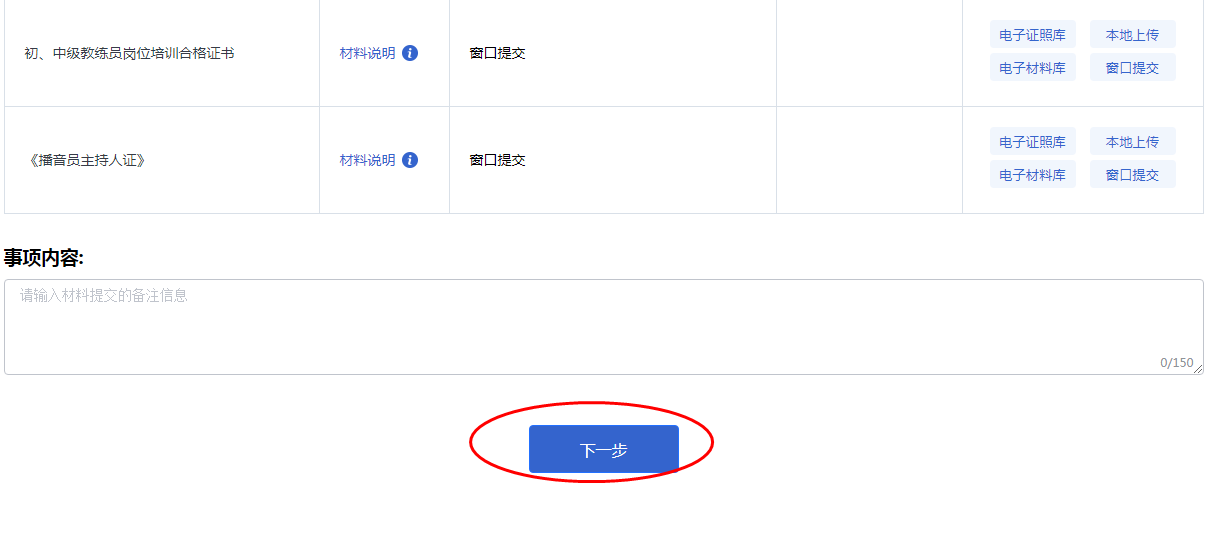 电子证照库 本地上传
初、中级教练员岗位培训合格证书 材料说明 i 窗口提交
电子材料库 窗口提交
电子证照库 本地上传
《播音员主持人证》 材料说明 i 窗口提交
电子材料库 窗口提交
事项内容:
请输入材料提交的备注信息
0/150
下一步